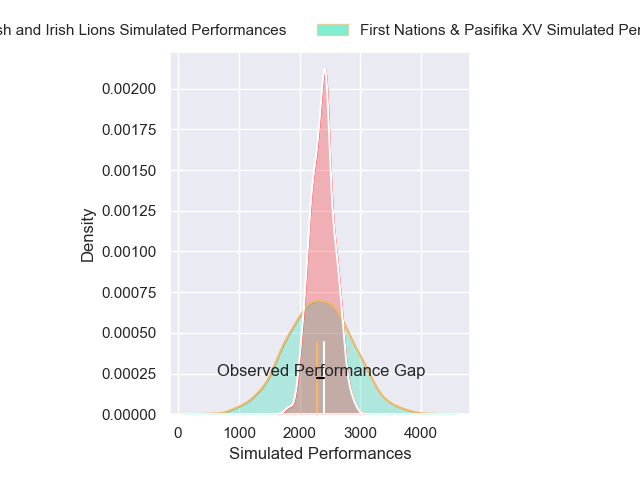 and Irish Lions Simulated Performances
First Nations & Pasifika XV Simulated
0.00200
0.00175
0.00150
0.00125
0.00100
0.00075
0.00050
0.00025
0.00000
Density
Observed Performance Gap
0 1000 2000 3000 4000
Simulated Performances